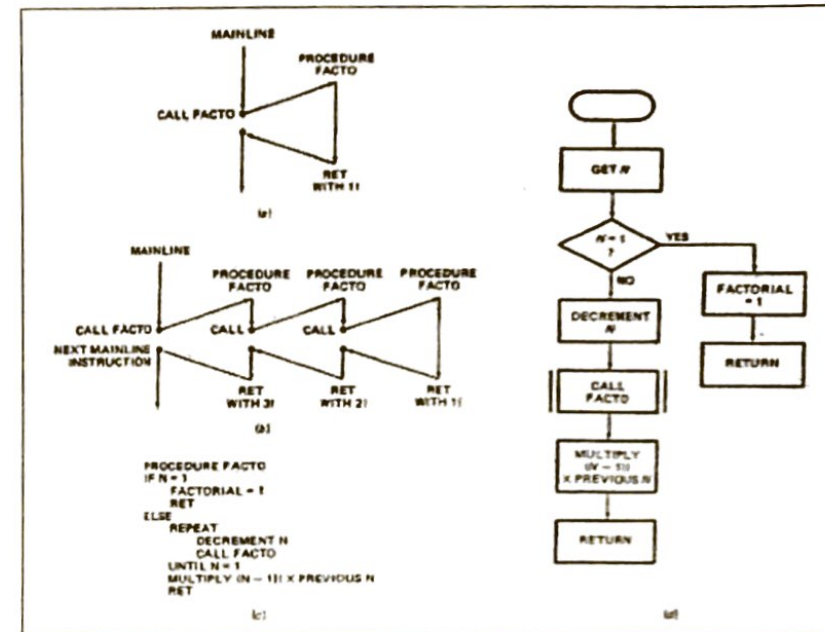 MAINLINE
PROCEDURE
FACTO
CALL FACTO
RET
WITH 1!
(a)
MAINLINE
PROCEDURE
FACTO
PROCEDURE
FACTO
PROCEDURE
FACTO
CALL FACTO
CALL
CALL
NEXT MAINLINE
INSTRUCTION
RET
WITH 3!
RET
WITH 2!
RET
WITH 1!
(b)
PROCEDURE FACTO
IF N = 1
FACTORIAL = 1
RET
ELSE
REPEAT
DECREMENT N
CALL FACTO
UNTIL N = 1
MULTIPLY (N – 1)! X PREVIOUS N
RET
(c)
GET N
N = 1
?
YES
NO
FACTORIAL
= 1
RETURN
DECREMENT
N
CALL
FACTO
MULTIPLY
(N – 1)!
X PREVIOUS N
RETURN
(d)